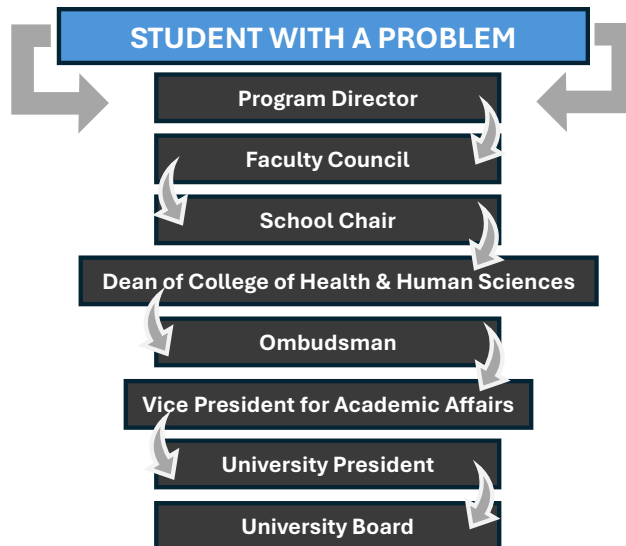 STUDENT WITH A PROBLEM
Program Director
Faculty Council
School Chair
Dean of College of Health & Human Sciences
Ombudsman
Vice President for Academic Affairs
University President
University Board